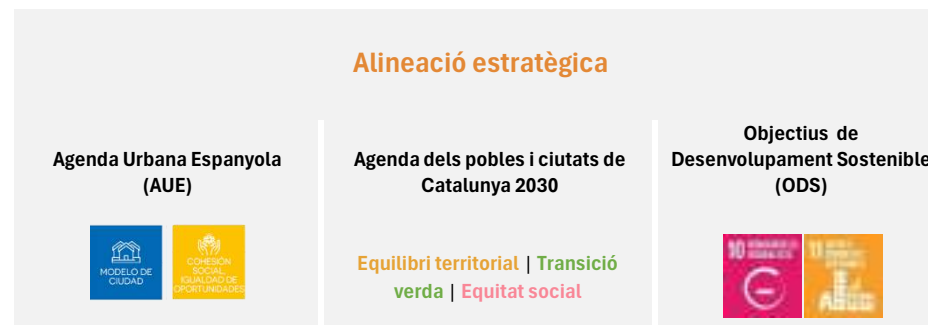 Alineació estratègica
Agenda Urbana Espanyola
(AUE)
MODELO DE
CIUDAD
COHESIÓN
SOCIAL,
IGUALDAD DE
OPORTUNIDADES
Agenda dels pobles i ciutats de
Catalunya 2030
Equilibri territorial | Transició
verda | Equitat social
Objectius de
Desenvolupament Sostenible
(ODS)
10
11